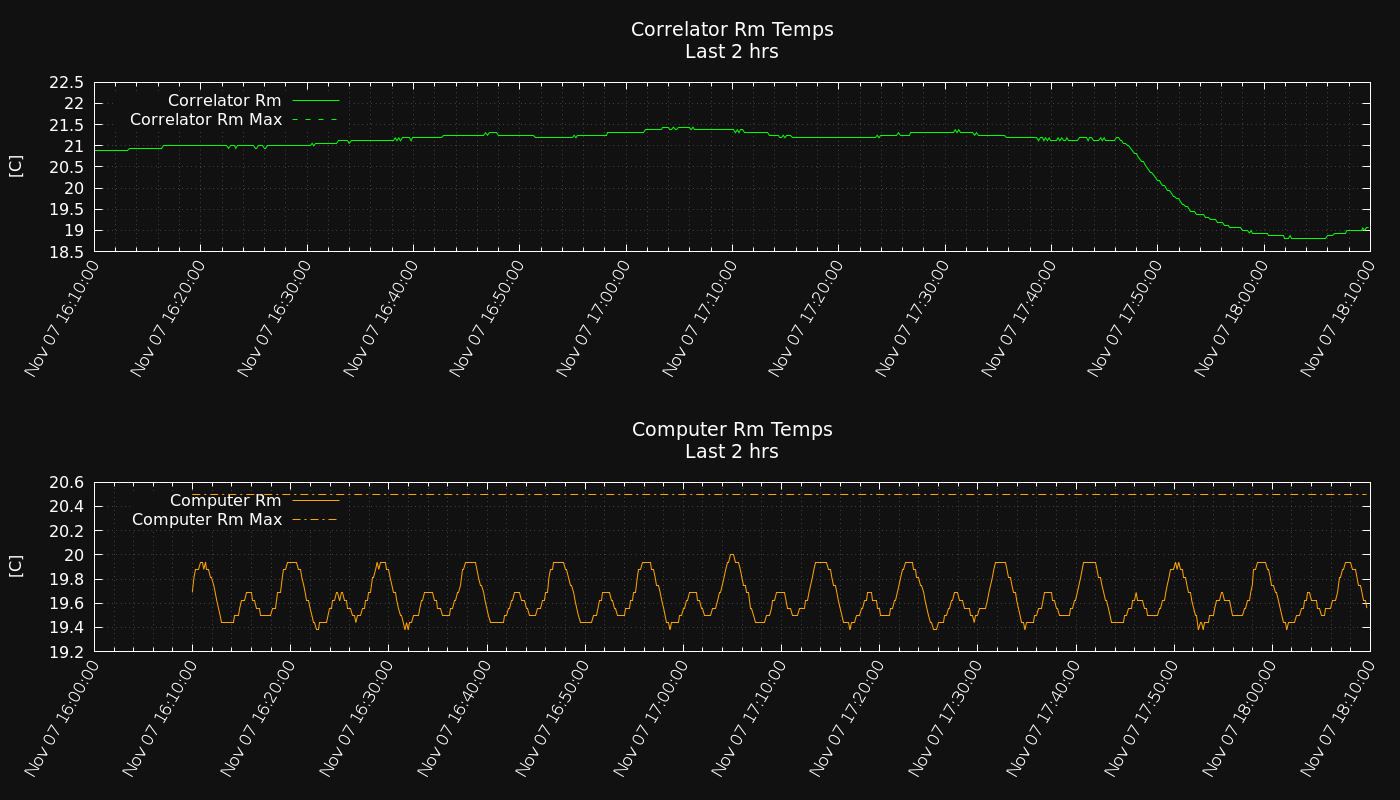 Correlator Rm Temps
Last 2 hrs
22.5
22
21.5
21
20.5
20
19.5
19
18.5
[C]
Correlator Rm
Correlator Rm Max
Nov 07 16:10:00
Nov 07 16:20:00
Nov 07 16:30:00
Nov 07 16:40:00
Nov 07 16:50:00
Nov 07 17:00:00
Nov 07 17:10:00
Nov 07 17:20:00
Nov 07 17:30:00
Nov 07 17:40:00
Nov 07 17:50:00
Nov 07 18:00:00
Nov 07 18:10:00
Computer Rm Temps
Last 2 hrs
20.6
20.4
20.2
20
19.8
19.6
19.4
19.2
[C]
Computer Rm
Computer Rm Max
Nov 07 16:00:00
Nov 07 16:10:00
Nov 07 16:20:00
Nov 07 16:30:00
Nov 07 16:40:00
Nov 07 16:50:00
Nov 07 17:00:00
Nov 07 17:10:00
Nov 07 17:20:00
Nov 07 17:30:00
Nov 07 17:40:00
Nov 07 17:50:00
Nov 07 18:00:00
Nov 07 18:10:00